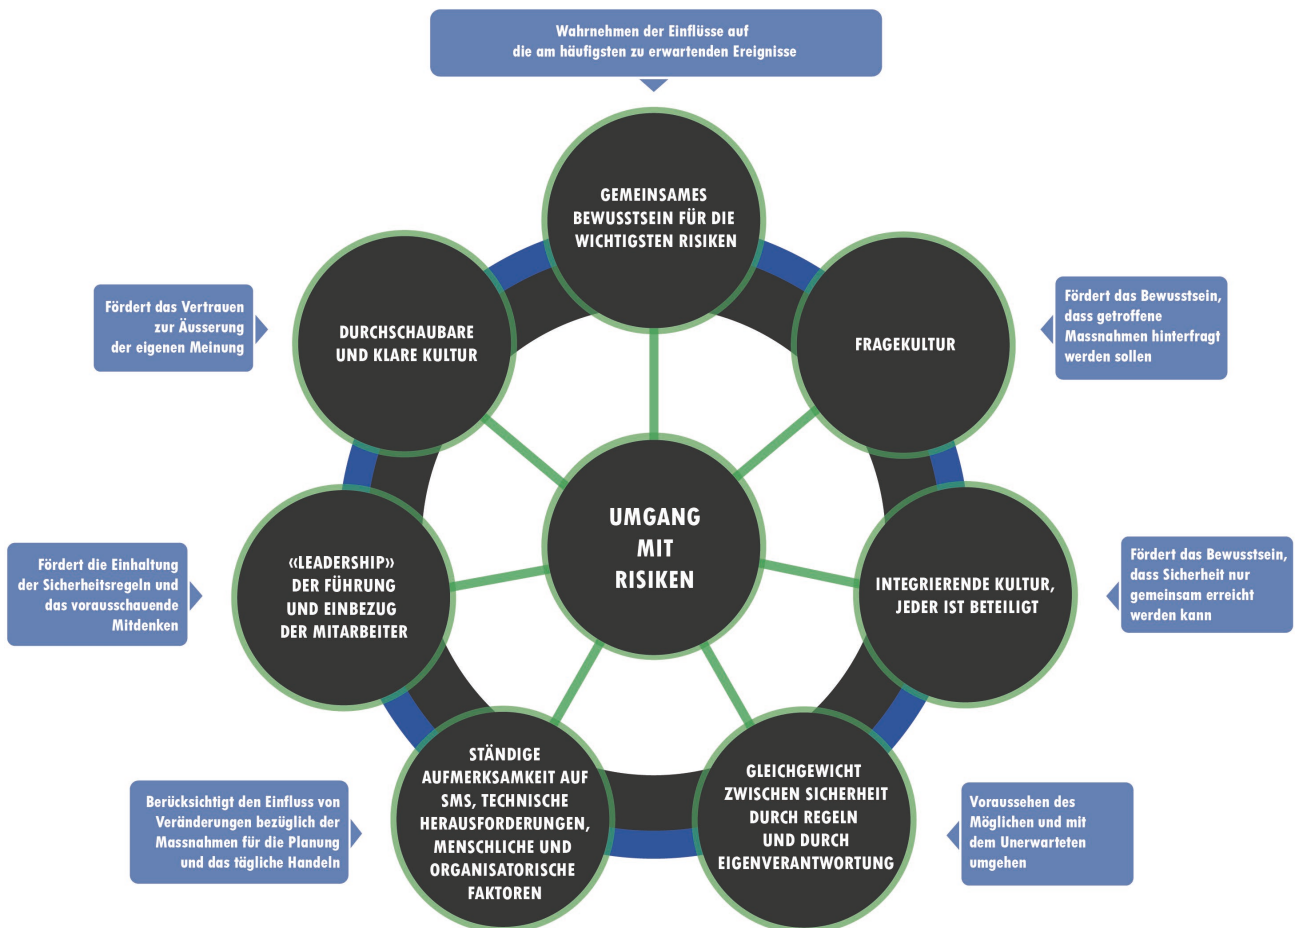 Wahrnehmen der Einflüsse auf
die am häufigsten zu erwartenden Ereignisse
GEMEINSAMES
BEWUSSTSEIN FÜR DIE
WICHTIGSTEN RISIKEN
Fördert das Vertrauen
zur Äusserung
der eigenen Meinung
DURCHSCHAUBARE
UND KLARE KULTUR
FRAGEKULTUR
Fördert das Bewusstsein,
dass getroffene
Massnahmen hinterfragt
werden sollen
UMGANG
MIT
RISIKEN
Fördert die Einhaltung
der Sicherheitsregeln und
das vorausschauende
Mitdenken
«LEADERSHIP»
DER FÜHRUNG
UND EINBEZUG
DER MITARBEITER
INTEGRIERENDE KULTUR,
JEDER IST BETEILIGT
Fördert das Bewusstsein,
dass Sicherheit nur
gemeinsam erreicht
werden kann
Berücksichtigt den Einfluss von
Veränderungen bezüglich der
Massnahmen für die Planung
und das tägliche Handeln
STÄNDIGE
AUFMERKSAMKEIT AUF
SMS, TECHNISCHE
HERAUSFORDERUNGEN,
MENSCHLICHE UND
ORGANISATORISCHE
FAKTOREN
GLEICHGEWICHT
ZWISCHEN SICHERHEIT
DURCH REGELN
UND DURCH
EIGENVERANTWORTUNG
Voraussehen des
Möglichen und mit
dem Unerwarteten
umgehen